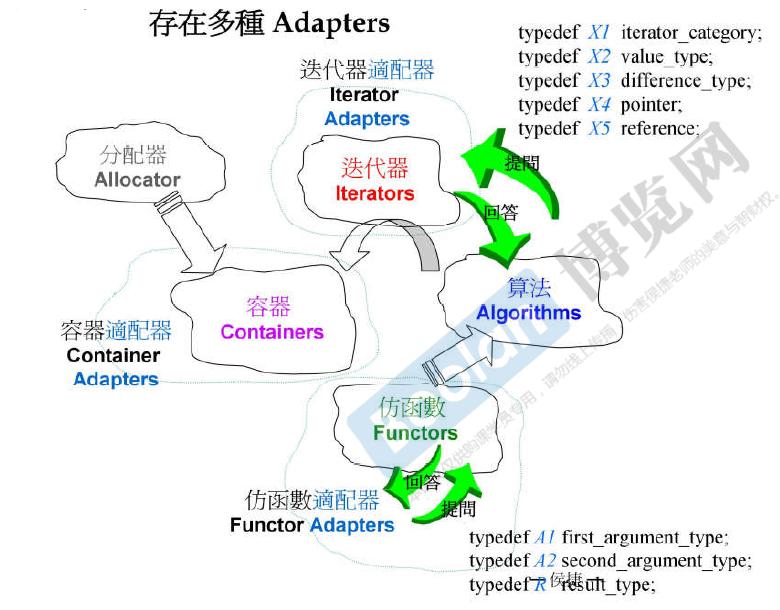 存在多種 Adapters
typedef X1 iterator_category;
typedef X2 value_type;
typedef X3 difference_type;
typedef X4 pointer;
typedef X5 reference;
迭代器適配器
Iterator
Adapters
分配器
Allocator
迭代器
Iterators
提問
回答
博览网
算法
Algorithms
容器
Containers
容器適配器
Container
Adapters
Boolan
仿函數
Functors
回答
提問
仿函數適配器
Functor Adapters
typedef A1 first_argument_type;
typedef A2 second_argument_type;
typedef R result_type;
侯捷